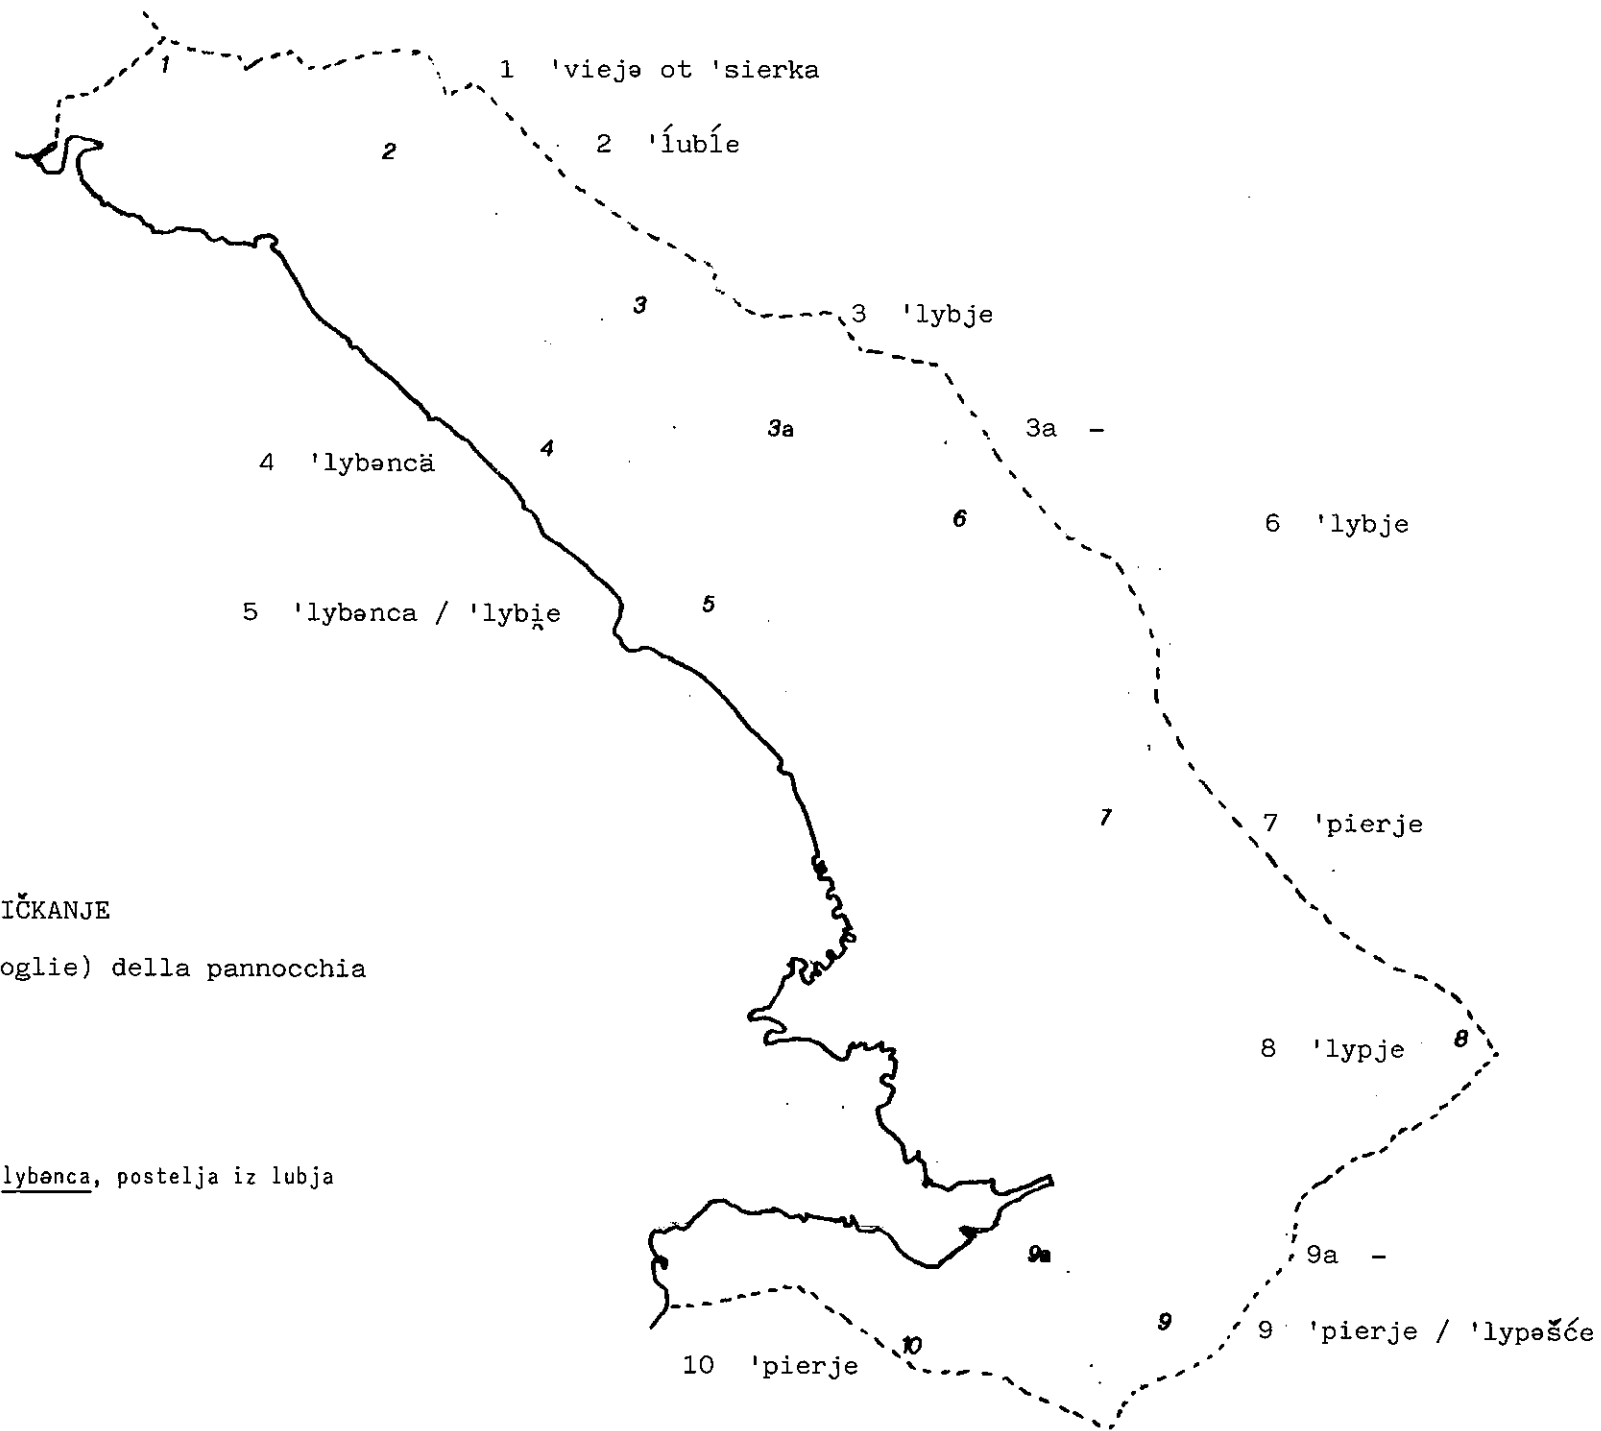 1
1 'viejə ot 'sierka
2
2 'ĺubĺe
3
3 'lybje
3a
3a –
4
4 'lybəncä
6
6 'lybje
5
5 'lybənca / 'lybi̯e
7
7 'pierje
IČKANJE
oglie) della pannocchia
8 'lypje
8
lybənca, postelja iz lubja
9a
9a –
9
9 'pierje / 'lypəšće
10
10 'pierje